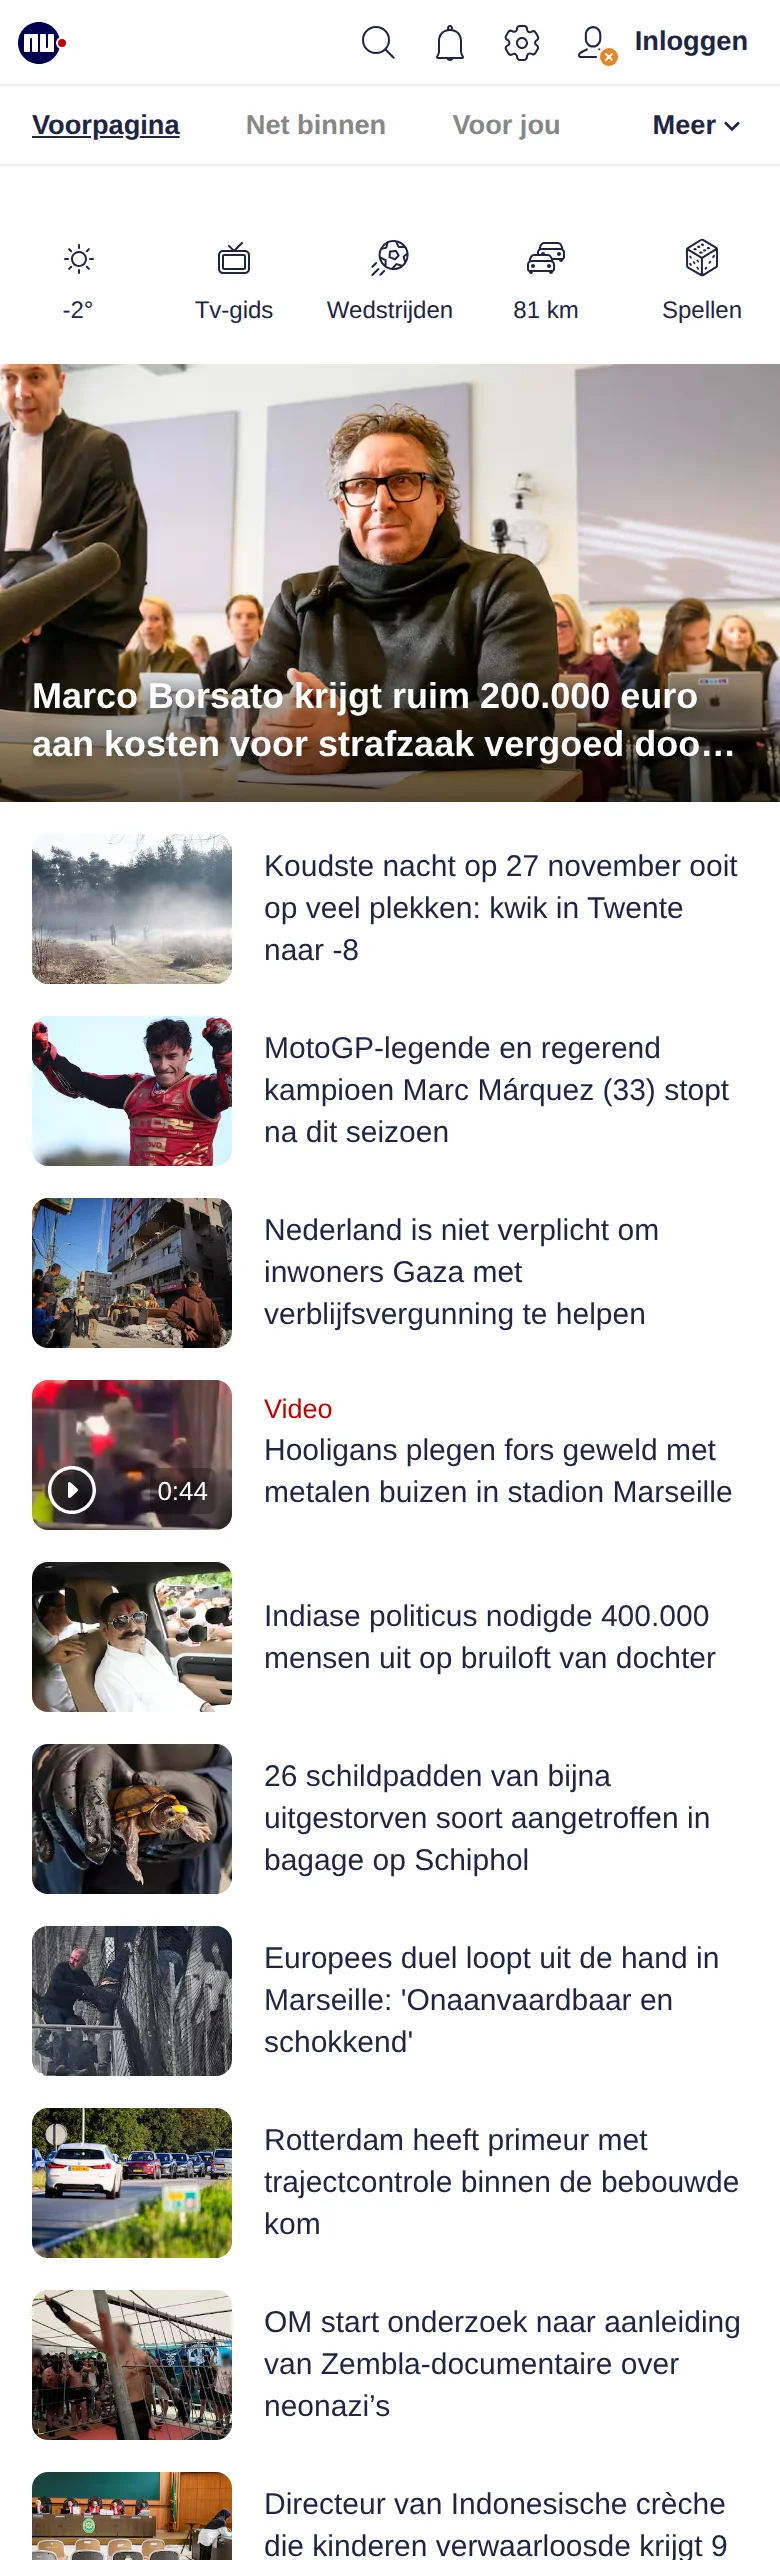 nu
Inloggen
Voorpagina
Net binnen
Voor jou
Meer
-2°
Tv-gids
Wedstrijden
81 km
Spellen
Marco Borsato krijgt ruim 200.000 euro
aan kosten voor strafzaak vergoed doo...
Koudste nacht op 27 november ooit
op veel plekken: kwik in Twente
naar -8
MotoGP-legende en regerend
kampioen Marc Márquez (33) stopt
na dit seizoen
Nederland is niet verplicht om
inwoners Gaza met
verblijfsvergunning te helpen
Video
Hooligans plegen fors geweld met
metalen buizen in stadion Marseille
0:44
Indiase politicus nodigde 400.000
mensen uit op bruiloft van dochter
26 schildpadden van bijna
uitgestorven soort aangetroffen in
bagage op Schiphol
Europees duel loopt uit de hand in
Marseille: 'Onaanvaardbaar en
schokkend'
Rotterdam heeft primeur met
trajectcontrole binnen de bebouwde
kom
OM start onderzoek naar aanleiding
van Zembla-documentaire over
neonazi’s
Directeur van Indonesische crèche
die kinderen verwaarloosde krijgt 9